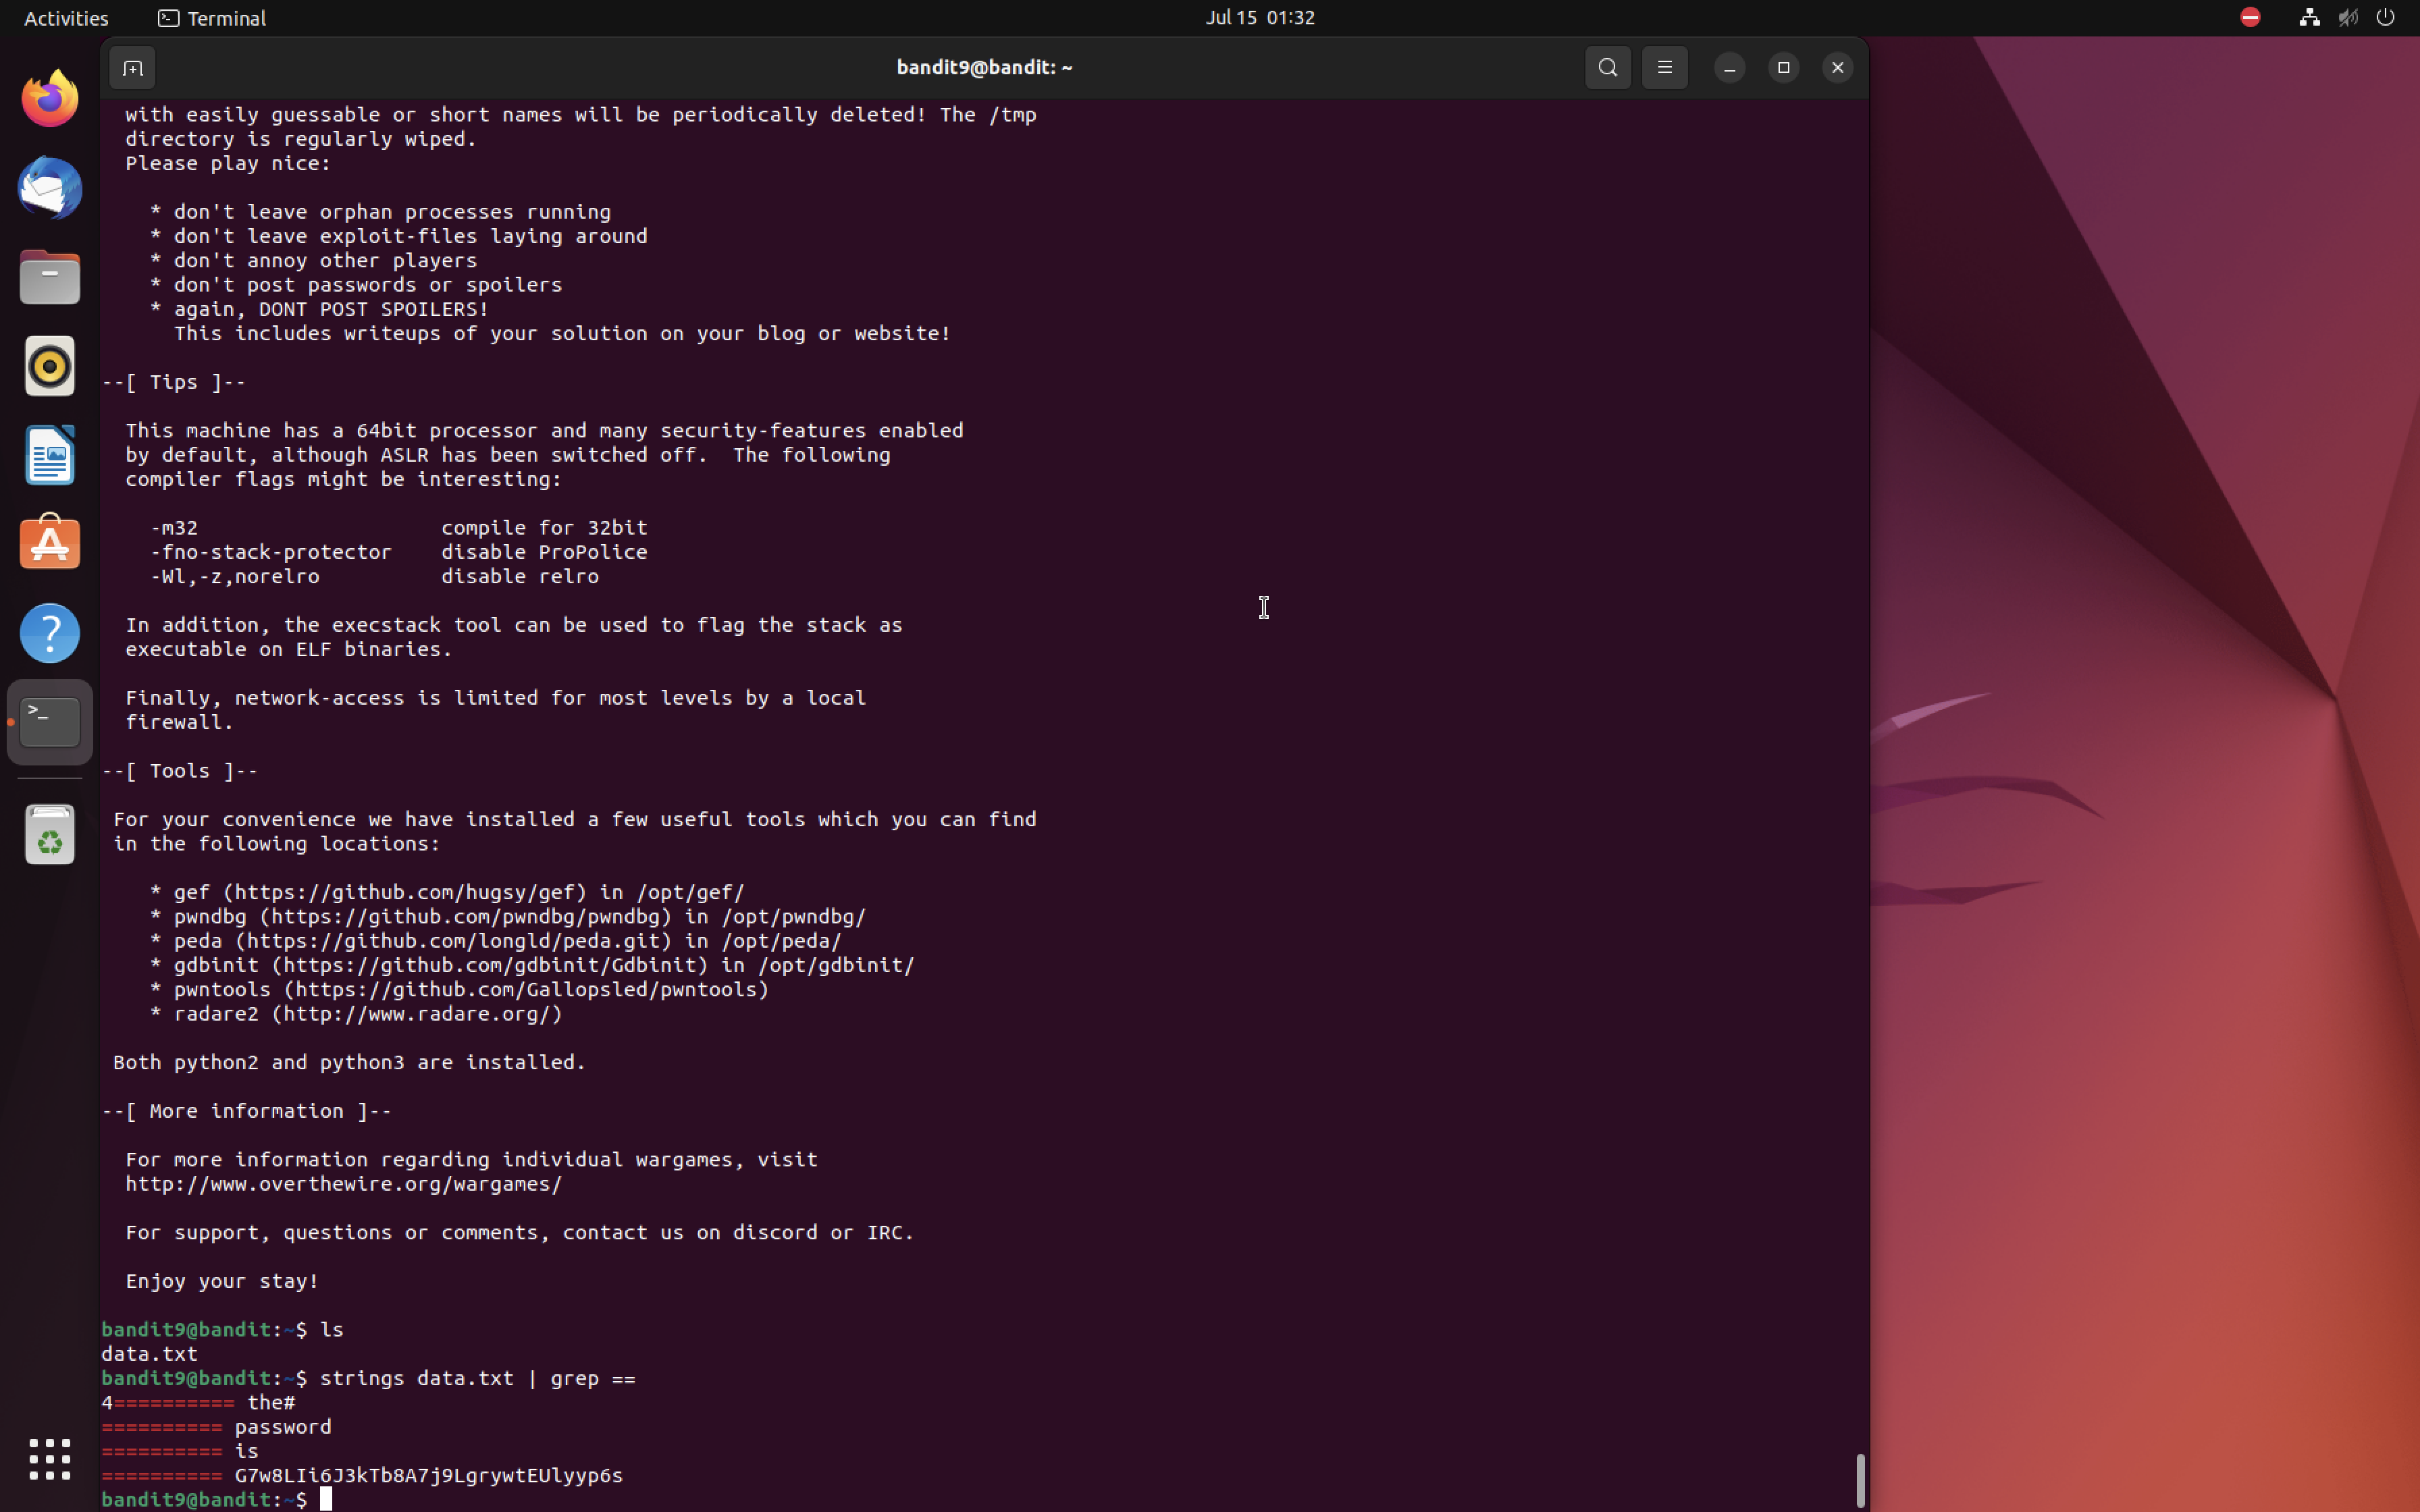 Activities
Terminal
Jul 15 01:32
bandit9@bandit: ~
with easily guessable or short names will be periodically deleted! The /tmp
directory is regularly wiped.
Please play nice:
* don't leave orphan processes running
* don't leave exploit-files laying around
* don't annoy other players
* don't post passwords or spoilers
* again, DONT POST SPOILERS!
This includes writeups of your solution on your blog or website!
--[ Tips ]--
This machine has a 64bit processor and many security-features enabled
by default, although ASLR has been switched off.  The following
compiler flags might be interesting:
-m32                    compile for 32bit
-fno-stack-protector    disable ProPolice
-Wl,-z,norelro          disable relro
In addition, the execstack tool can be used to flag the stack as
executable on ELF binaries.
Finally, network-access is limited for most levels by a local
firewall.
--[ Tools ]--
For your convenience we have installed a few useful tools which you can find
in the following locations:
* gef (https://github.com/hugsy/gef) in /opt/gef/
* pwndbg (https://github.com/pwndbg/pwndbg) in /opt/pwndbg/
* peda (https://github.com/longld/peda.git) in /opt/peda/
* gdbinit (https://github.com/gdbinit/Gdbinit) in /opt/gdbinit/
* pwntools (https://github.com/Gallopsled/pwntools)
* radare2 (http://www.radare.org/)
Both python2 and python3 are installed.
--[ More information ]--
For more information regarding individual wargames, visit
http://www.overthewire.org/wargames/
For support, questions or comments, contact us on discord or IRC.
Enjoy your stay!
bandit9@bandit:~$ ls
data.txt
bandit9@bandit:~$ strings data.txt | grep ==
4========== the#
========== password
========== is
========== G7w8LIi6J3kTb8A7j9LgrywtEUlyyp6s
bandit9@bandit:~$